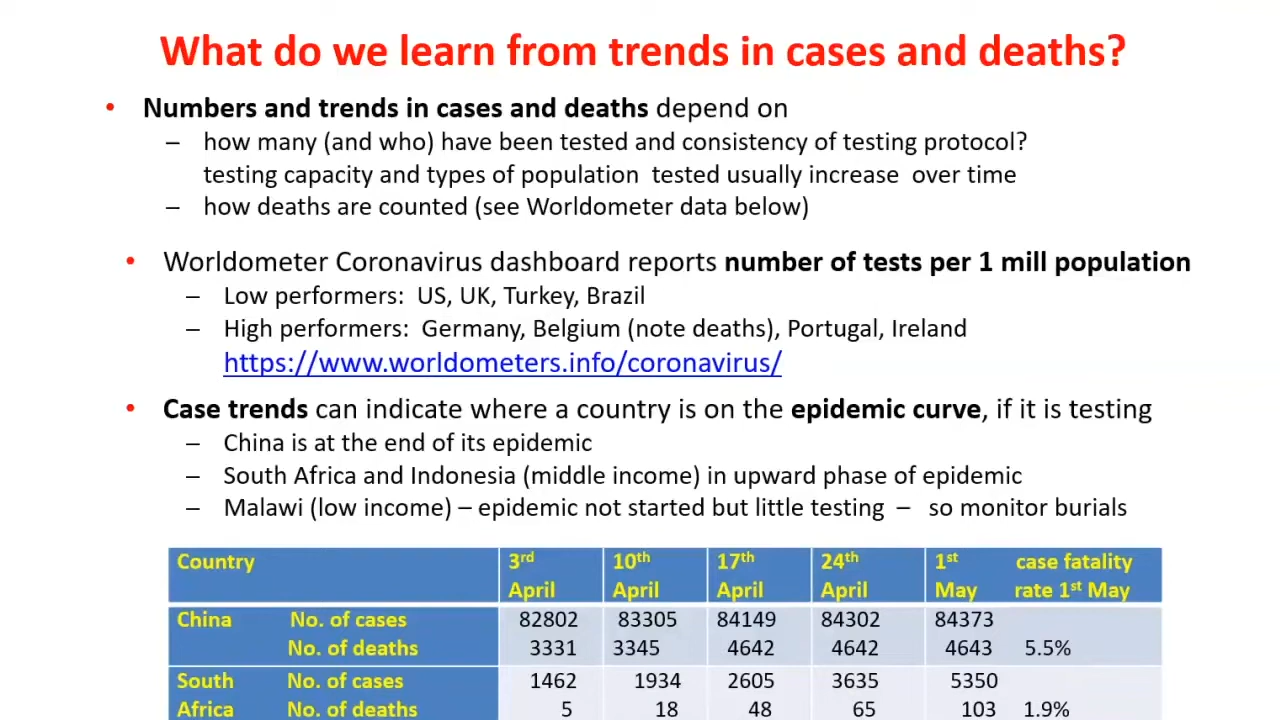 What do we learn from trends in cases and deaths?
• Numbers and trends in cases and deaths depend on
– how many (and who) have been tested and consistency of testing protocol?
testing capacity and types of population tested usually increase over time
– how deaths are counted (see Worldometer data below)
• Worldometer Coronavirus dashboard reports number of tests per 1 mill population
– Low performers: US, UK, Turkey, Brazil
– High performers: Germany, Belgium (note deaths), Portugal, Ireland
https://www.worldometers.info/coronavirus/
• Case trends can indicate where a country is on the epidemic curve, if it is testing
– China is at the end of its epidemic
– South Africa and Indonesia (middle income) in upward phase of epidemic
– Malawi (low income) – epidemic not started but little testing – so monitor burials
Country 3rd 10th 17th 24th 1st case fatality
April April April April May rate 1st May
China No. of cases 82802 83305 84149 84302 84373
No. of deaths 3331 3345 4642 4642 4643 5.5%
South No. of cases 1462 1934 2605 3635 5350
Africa No. of deaths 5 18 48 65 103 1.9%